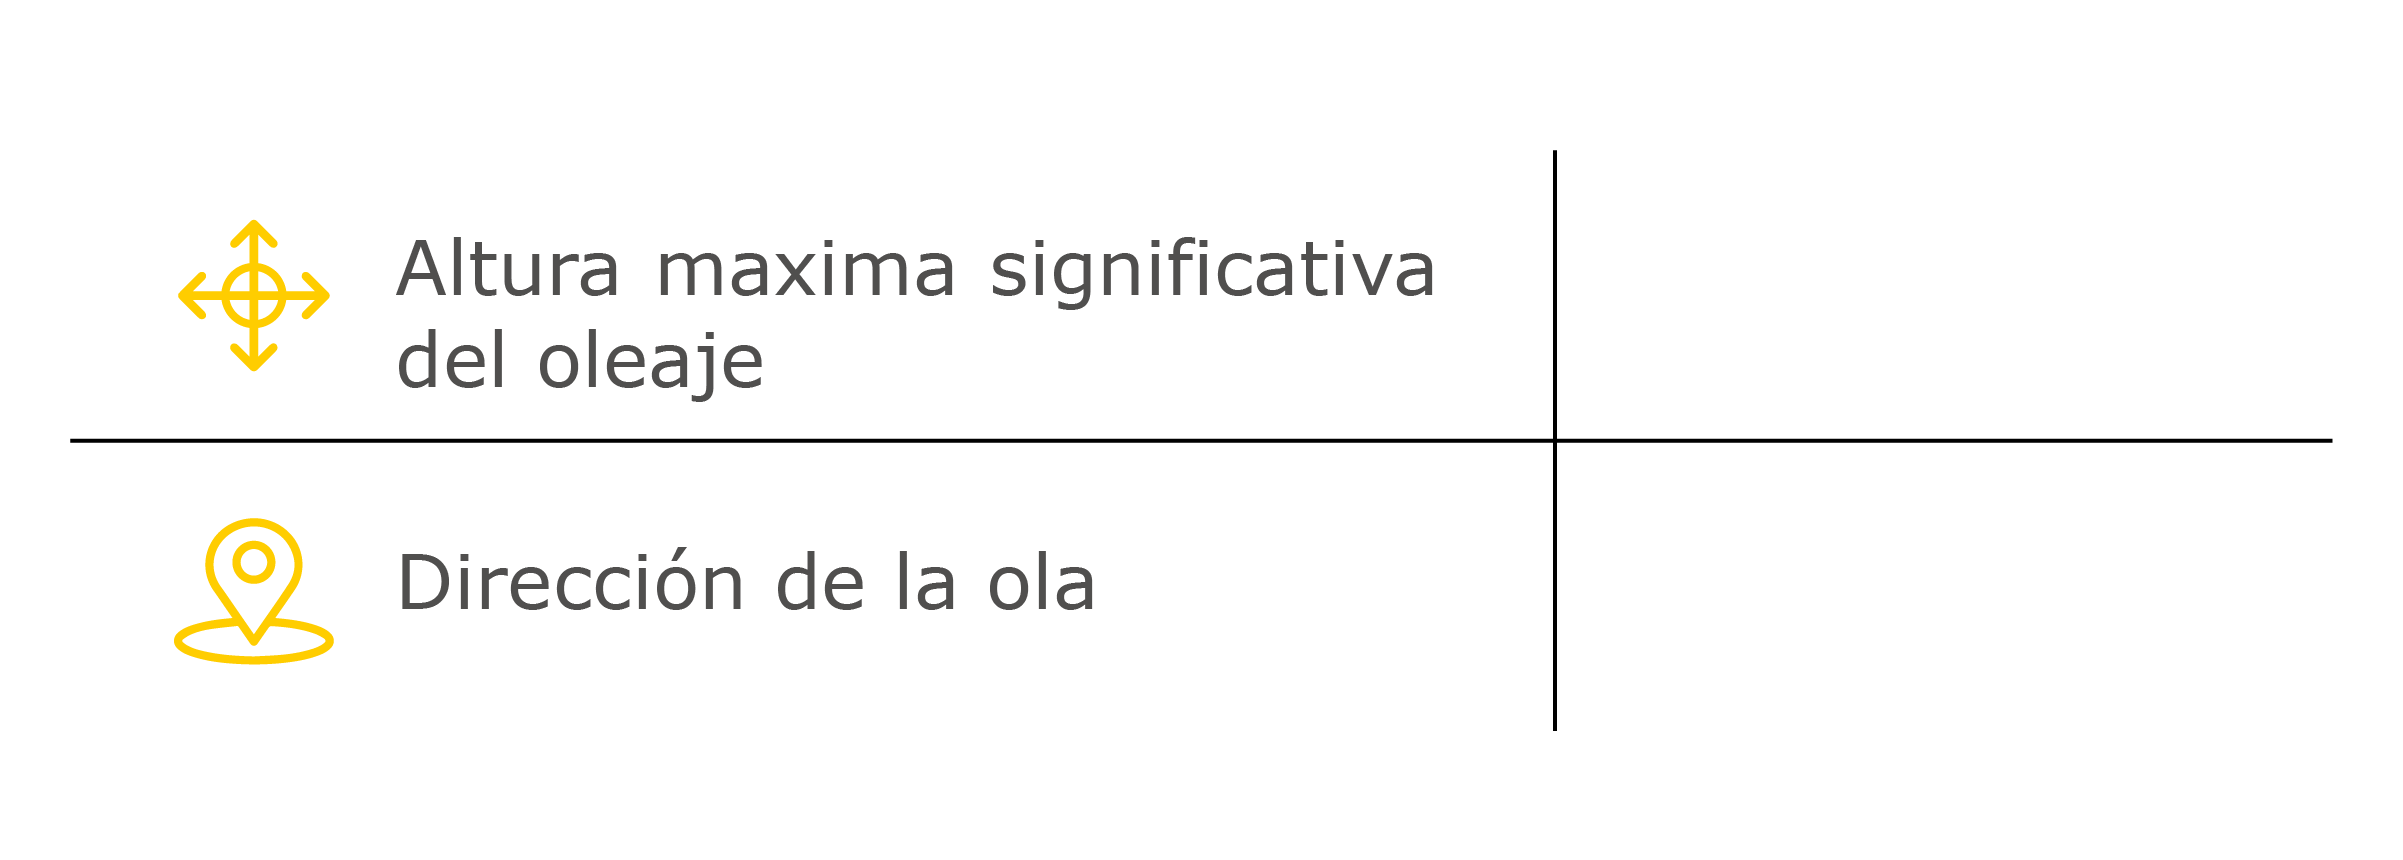 Altura maxima significativa
del oleaje
Dirección de la ola